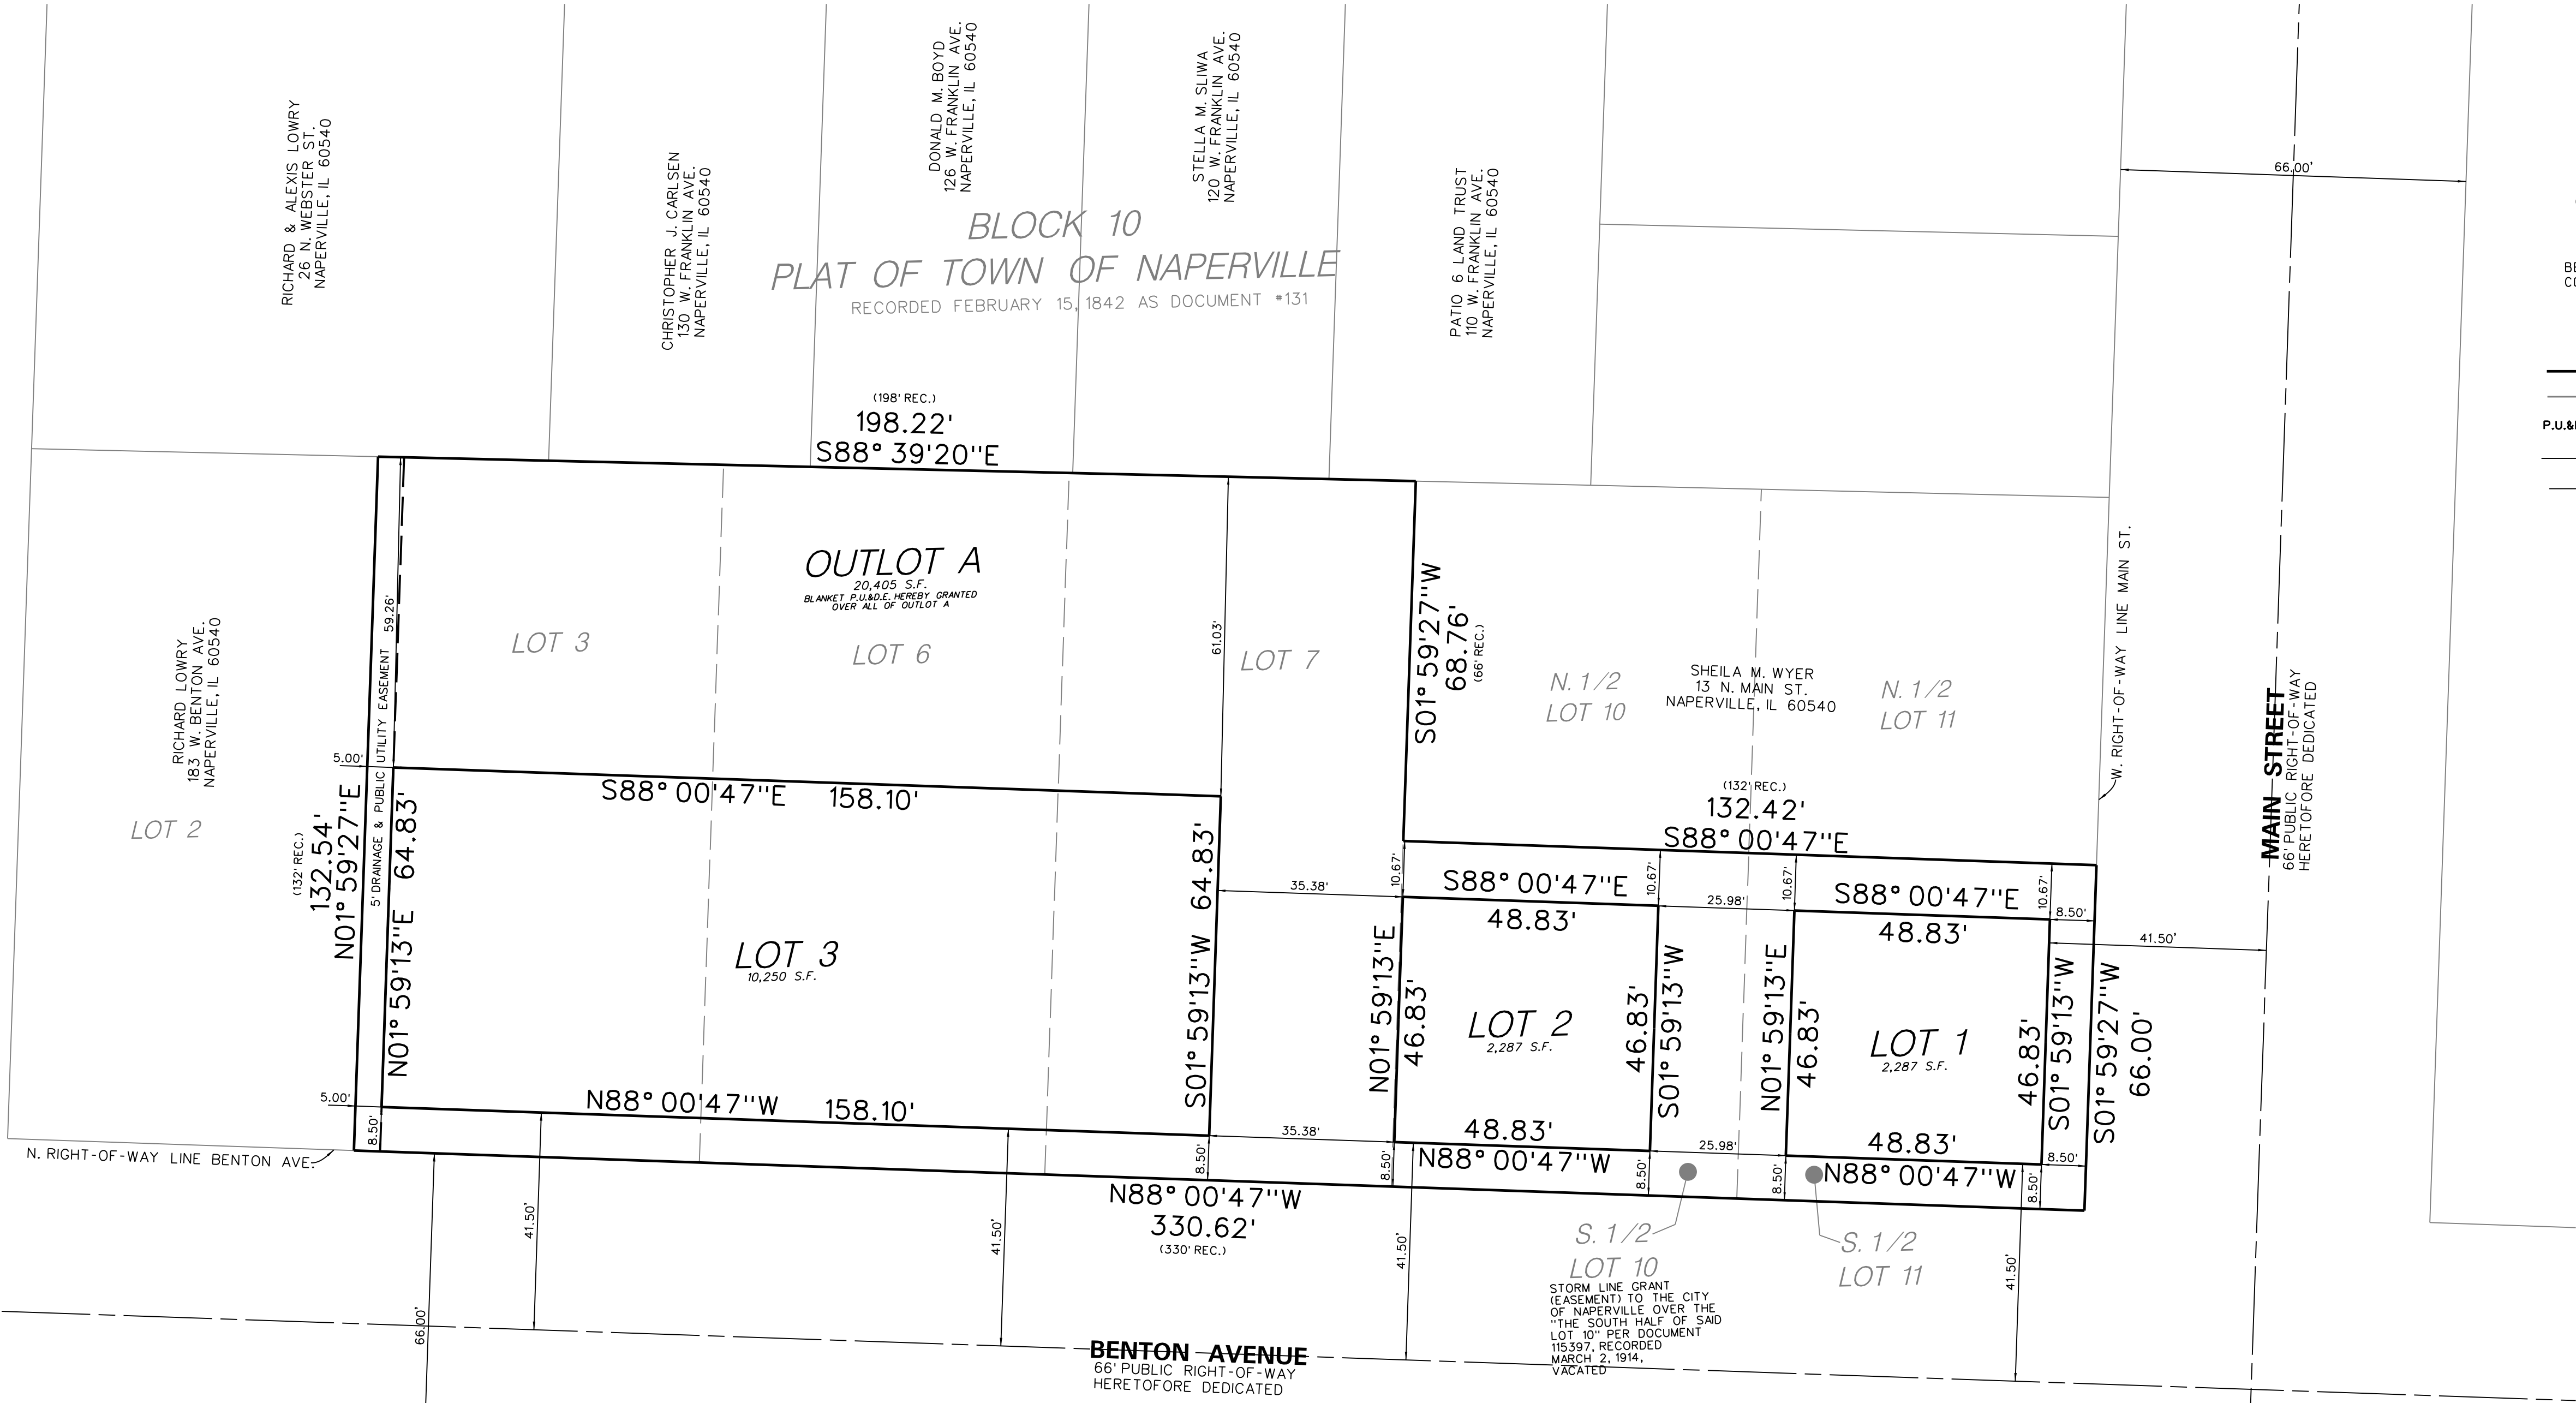 RICHARD & ALEXIS LOWRY
26 N. WEBSTER ST.
NAPERVILLE, IL 60540
CHRISTOPHER J. CARLSEN
130 W. FRANKLIN AVE.
NAPERVILLE, IL 60540
DONALD M. BOYD
126 W. FRANKLIN AVE.
NAPERVILLE, IL 60540
STELLA M. SLIWA
120 W. FRANKLIN AVE.
NAPERVILLE, IL 60540
PATIO 6 LAND TRUST
110 W. FRANKLIN AVE.
NAPERVILLE, IL 60540
66.00'
BLOCK 10
PLAT OF TOWN OF NAPERVILLE
RECORDED FEBRUARY 15, 1842 AS DOCUMENT #131
(198' REC.)
198.22'
S88° 39'20"E
P.U.&
OUTLOT A
20,405 S.F.
BLANKET P.U.&D.E. HEREBY GRANTED
OVER ALL OF OUTLOT A
LOT 3
LOT 6
LOT 7
59.26'
61.03'
5' DRAINAGE & PUBLIC UTILITY EASEMENT
S01° 59'27"W
68.76'
(66' REC.)
N. 1/2
LOT 10
SHEILA M. WYER
13 N. MAIN ST.
NAPERVILLE, IL 60540
N. 1/2
LOT 11
W. RIGHT-OF-WAY LINE MAIN ST.
MAIN STREET
66' PUBLIC RIGHT-OF-WAY
HERETOFORE DEDICATED
RICHARD LOWRY
183 W. BENTON AVE.
NAPERVILLE, IL 60540
LOT 2
5.00'
(132' REC.)
132.54'
N01° 59'27"E
S88° 00'47"E 158.10'
(132' REC.)
132.42'
S88° 00'47"E
N01° 59'13"E 64.83'
S01° 59'13"W 64.83'
35.38'
10.67'
S88° 00'47"E
48.83'
10.67'
25.98'
10.67'
S88° 00'47"E
48.83'
10.67'
8.50'
41.50'
LOT 3
10,250 S.F.
N01° 59'13"E
46.83'
LOT 2
2,287 S.F.
46.83'
S01° 59'13"W
N01° 59'13"E
46.83'
LOT 1
2,287 S.F.
46.83'
S01° 59'13"W
S01° 59'27"W
66.00'
5.00'
8.50'
N88° 00'47"W 158.10'
8.50'
35.38'
8.50'
48.83'
N88° 00'47"W
8.50'
25.98'
8.50'
48.83'
N88° 00'47"W
8.50'
8.50'
N. RIGHT-OF-WAY LINE BENTON AVE.
N88° 00'47"W
330.62'
(330' REC.)
41.50'
41.50'
41.50'
41.50'
66.00'
S. 1/2
LOT 10
S. 1/2
LOT 11
STORM LINE GRANT
(EASEMENT) TO THE CITY
OF NAPERVILLE OVER THE
"THE SOUTH HALF OF SAID
LOT 10" PER DOCUMENT
115397, RECORDED
MARCH 2, 1914,
VACATED
BENTON AVENUE
66' PUBLIC RIGHT-OF-WAY
HERETOFORE DEDICATED